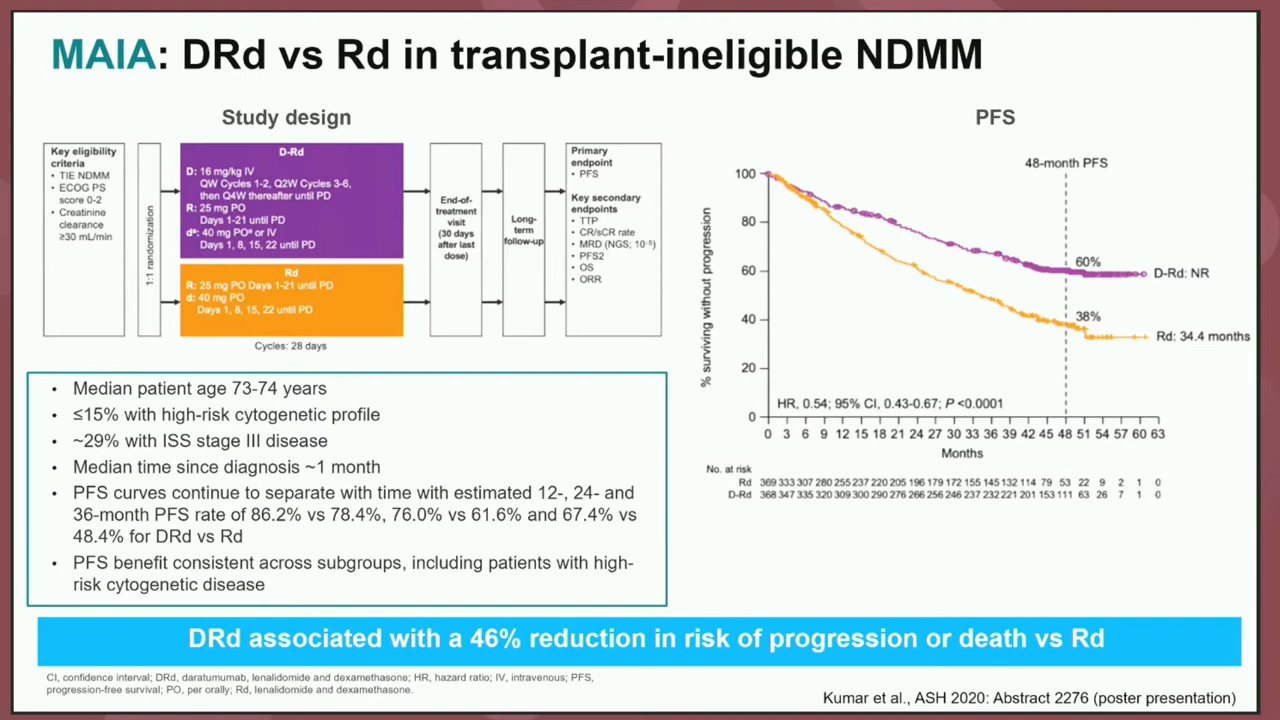 MAIA: DRd vs Rd in transplant-ineligible NDMM
Study design
Key eligibility
criteria
• TIE NDMM
• ECOG PS
score 0-2
• Creatinine
clearance
≥30 mL/min
1:1 randomization
D-Rd
D: 16 mg/kg IV
QW Cycles 1-2, Q2W Cycles 3-6,
then Q4W thereafter until PD
R: 25 mg PO
Days 1-21 until PD
dᵃ: 40 mg POᵃ or IV
Days 1, 8, 15, 22 until PD
Rd
R: 25 mg PO Days 1-21 until PD
d: 40 mg PO
Days 1, 8, 15, 22 until PD
Cycles: 28 days
End-of-
treatment
visit
(30 days
after last
dose)
Long-
term
follow-up
Primary
endpoint
• PFS
Key secondary
endpoints
• TTP
• CR/sCR rate
• MRD (NGS; 10⁻⁵)
• PFS2
• OS
• ORR
• Median patient age 73-74 years
• ≤15% with high-risk cytogenetic profile
• ~29% with ISS stage III disease
• Median time since diagnosis ~1 month
• PFS curves continue to separate with time with estimated 12-, 24- and
36-month PFS rate of 86.2% vs 78.4%, 76.0% vs 61.6% and 67.4% vs
48.4% for DRd vs Rd
• PFS benefit consistent across subgroups, including patients with high-
risk cytogenetic disease
PFS
48-month PFS
% surviving without progression
100
80
60
40
20
0
60%
D-Rd: NR
38%
Rd: 34.4 months
HR, 0.54; 95% CI, 0.43-0.67; P <0.0001
0 3 6 9 12 15 18 21 24 27 30 33 36 39 42 45 48 51 54 57 60 63
Months
No. at risk
Rd 369 333 307 280 255 237 220 205 196 179 172 155 145 132 114 79 53 22 9 2 1 0
D-Rd 368 347 335 320 309 300 290 276 266 256 246 237 232 221 201 153 111 63 26 7 1 0
DRd associated with a 46% reduction in risk of progression or death vs Rd
CI, confidence interval; DRd, daratumumab, lenalidomide and dexamethasone; HR, hazard ratio; IV, intravenous; PFS,
progression-free survival; PO, per orally; Rd, lenalidomide and dexamethasone.
Kumar et al., ASH 2020: Abstract 2276 (poster presentation)